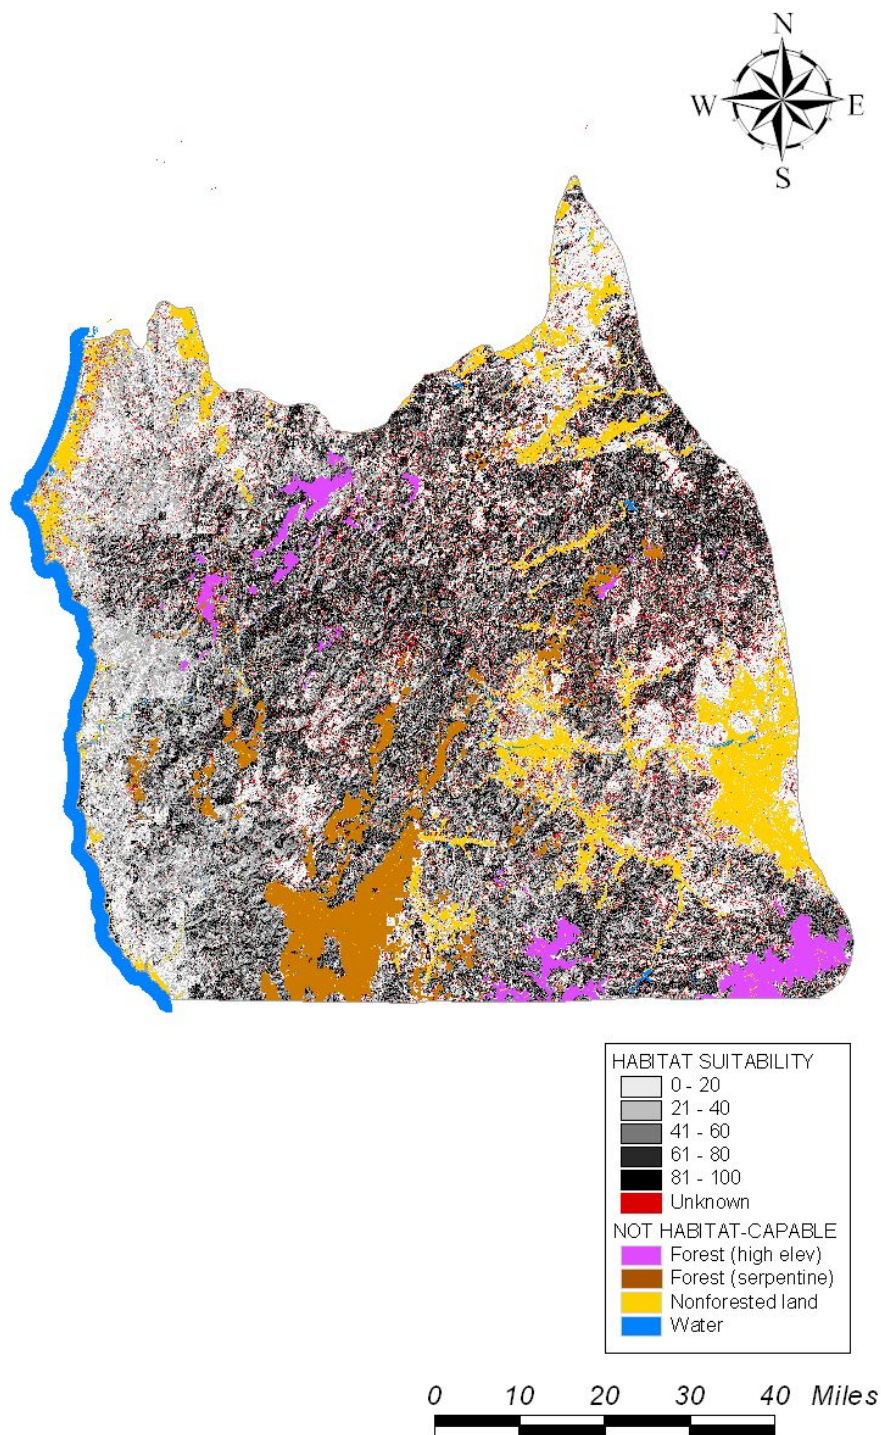 N
W E
S
HABITAT SUITABILITY
0 - 20
21 - 40
41 - 60
61 - 80
81 - 100
Unknown
NOT HABITAT-CAPABLE
Forest (high elev)
Forest (serpentine)
Nonforested land
Water
0 10 20 30 40 Miles